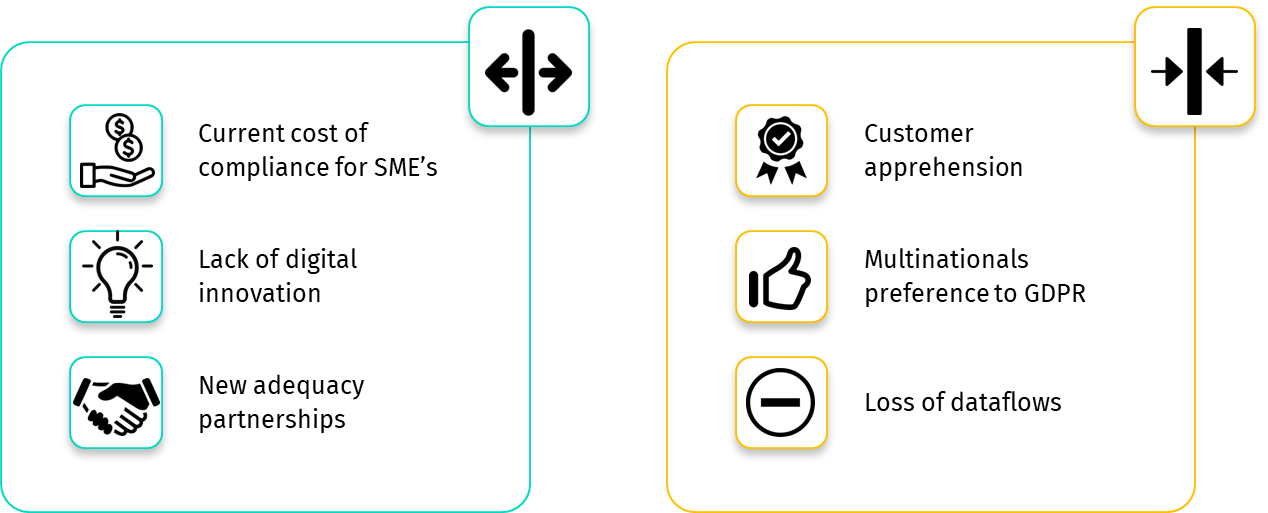 Current cost of
compliance for SME’s
Lack of digital
innovation
New adequacy
partnerships
Customer
apprehension
Multinationals
preference to GDPR
Loss of dataflows